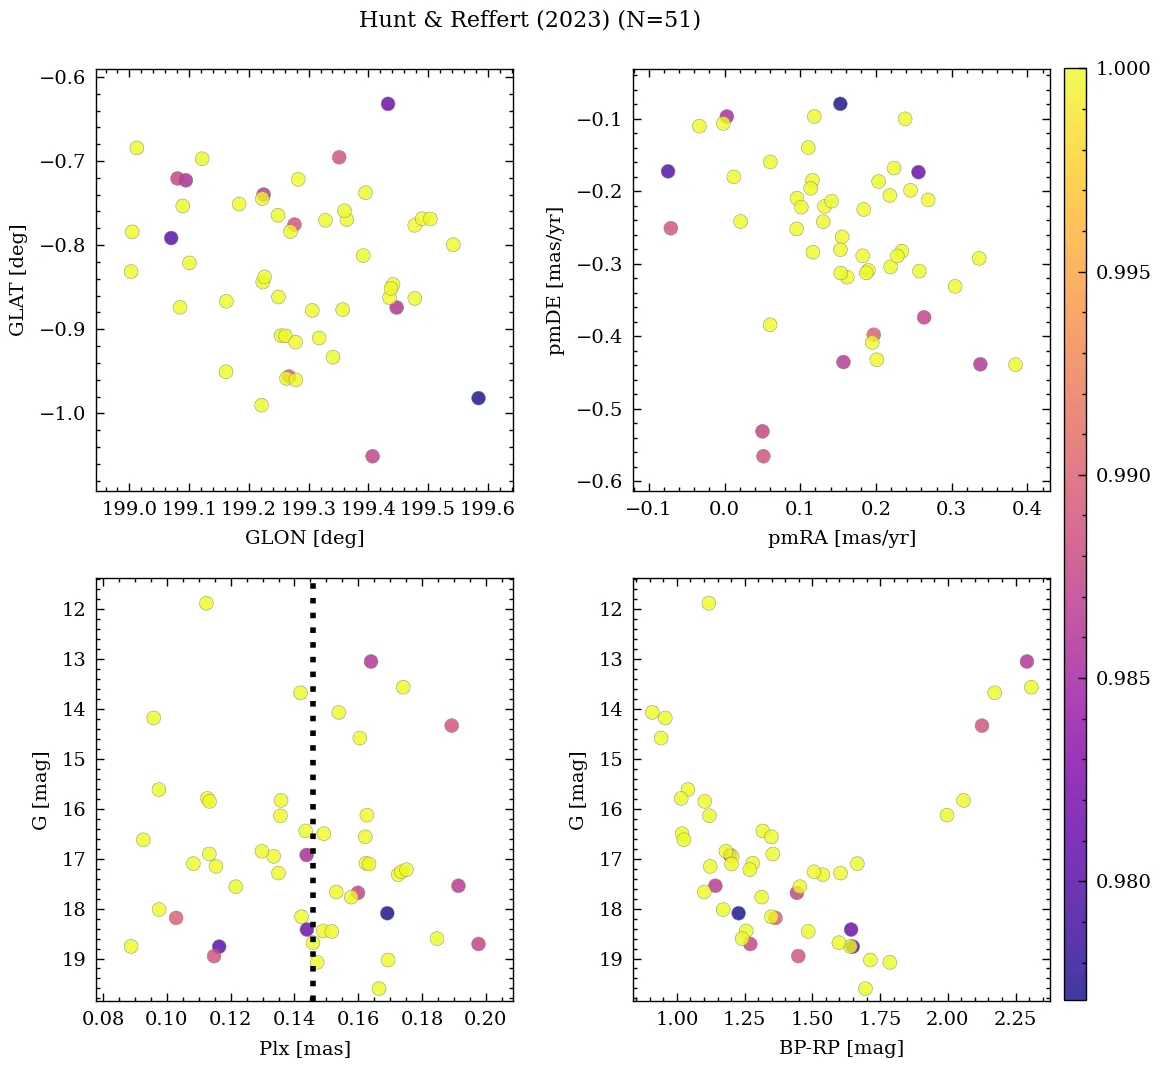 Hunt & Reffert (2023) (N=51)
−0.6
−0.7
−0.8
−0.9
−1.0
GLAT [deg]
199.0 199.1 199.2 199.3 199.4 199.5 199.6
GLON [deg]
−0.1
−0.2
−0.3
−0.4
−0.5
−0.6
pmDE [mas/yr]
−0.1 0.0 0.1 0.2 0.3 0.4
pmRA [mas/yr]
12
13
14
15
16
17
18
19
G [mag]
0.08 0.10 0.12 0.14 0.16 0.18 0.20
Plx [mas]
12
13
14
15
16
17
18
19
G [mag]
1.00 1.25 1.50 1.75 2.00 2.25
BP-RP [mag]
1.000
0.995
0.990
0.985
0.980